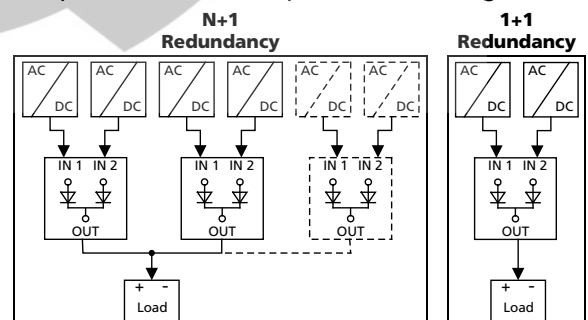 N+1
Redundancy
1+1
Redundancy
AC AC AC AC AC AC AC AC
DC DC DC DC DC DC DC DC
IN 1 IN 2 IN 1 IN 2 IN 1 IN 2 IN 1 IN 2
OUT OUT OUT OUT
+ - + -
Load Load